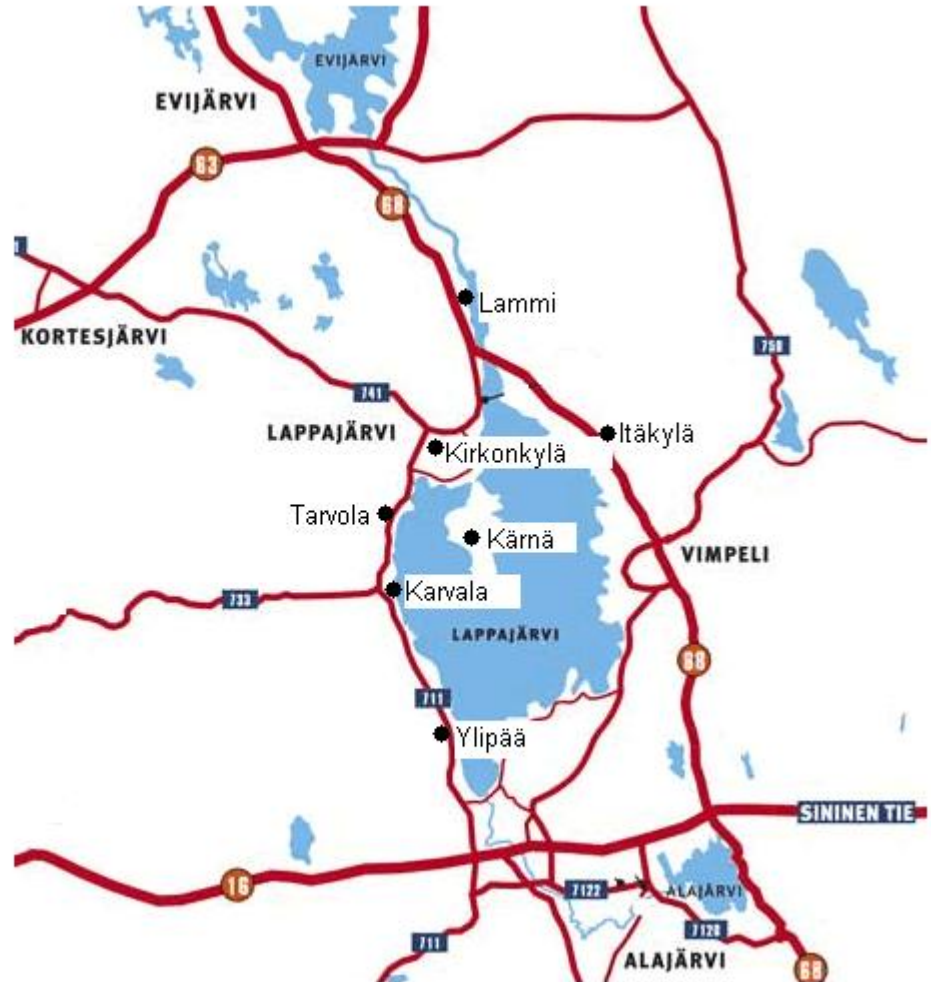 EVIJÄRVI
EVIJÄRVI
63
68
Lammi
KORTESJÄRVI
750
741
LAPPAJÄRVI
Kirkonkylä
Itäkylä
Tarvola
Kärnä
VIMPELI
733
Karvala
LAPPAJÄRVI
68
711
Ylipää
SININEN TIE
16
7122
ALAJÄRVI
7120
711
ALAJÄRVI
68